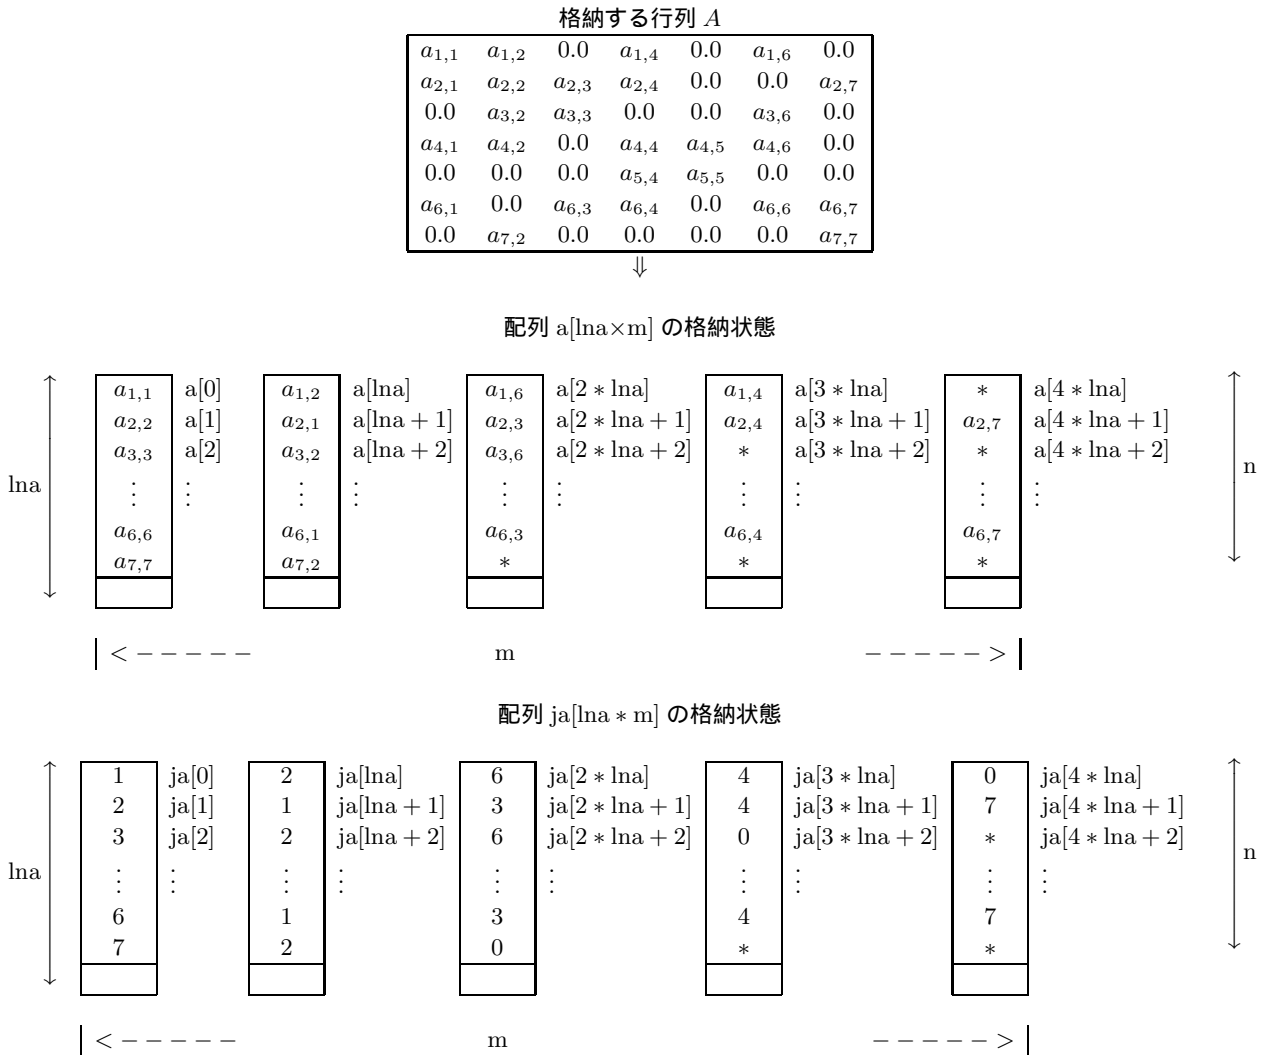 格納する行列 A
a1,1 a1,2 0.0 a1,4 0.0 a1,6 0.0
a2,1 a2,2 a2,3 a2,4 0.0 0.0 a2,7
0.0 a3,2 a3,3 0.0 0.0 a3,6 0.0
a4,1 a4,2 0.0 a4,4 a4,5 a4,6 0.0
0.0 0.0 0.0 a5,4 a5,5 0.0 0.0
a6,1 0.0 a6,3 a6,4 0.0 a6,6 a6,7
0.0 a7,2 0.0 0.0 0.0 0.0 a7,7
⇓
配列 a[lna×m] の格納状態
a1,1 a[0] a1,2 a[lna] a1,6 a[2 ∗ lna] a1,4 a[3 ∗ lna] ∗ a[4 ∗ lna]
a2,2 a[1] a2,1 a[lna + 1] a2,3 a[2 ∗ lna + 1] a2,4 a[3 ∗ lna + 1] a2,7 a[4 ∗ lna + 1]
a3,3 a[2] a3,2 a[lna + 2] a3,6 a[2 ∗ lna + 2] ∗ a[3 ∗ lna + 2] ∗ a[4 ∗ lna + 2]
lna ⋮ ⋮ ⋮ ⋮ ⋮ ⋮ ⋮ ⋮ ⋮ ⋮ n
a6,6 a6,1 a6,3 a6,4 a6,7
a7,7 a7,2 ∗ ∗ ∗
| < − − − − − m − − − − − > |
配列 ja[lna ∗ m] の格納状態
1 ja[0] 2 ja[lna] 6 ja[2 ∗ lna] 4 ja[3 ∗ lna] 0 ja[4 ∗ lna]
2 ja[1] 1 ja[lna + 1] 3 ja[2 ∗ lna + 1] 4 ja[3 ∗ lna + 1] 7 ja[4 ∗ lna + 1]
3 ja[2] 2 ja[lna + 2] 6 ja[2 ∗ lna + 2] 0 ja[3 ∗ lna + 2] ∗ ja[4 ∗ lna + 2]
lna ⋮ ⋮ ⋮ ⋮ ⋮ ⋮ ⋮ ⋮ ⋮ ⋮ n
6 1 3 4 7
7 2 0 ∗ ∗
| < − − − − − m − − − − − > |